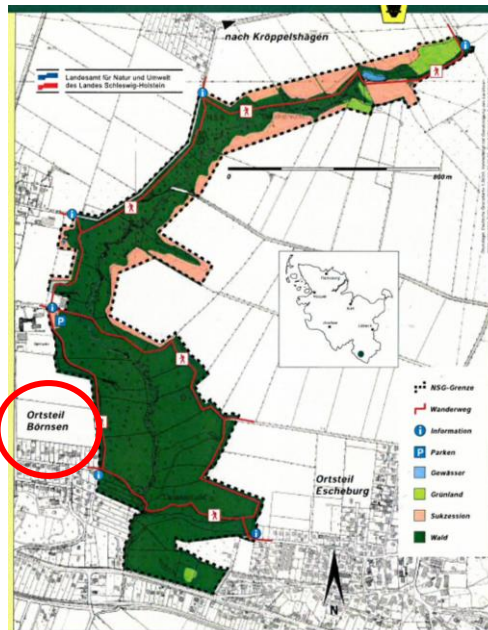 nach Kröppelshagen
Landesamt für Natur und Umwelt
des Landes Schleswig-Holstein
0
800 m
NSG-Grenze
Wanderweg
Information
Parken
Gewässer
Grünland
Sukzession
Wald
Ortsteil
Börnsen
Ortsteil
Escheburg
P
N